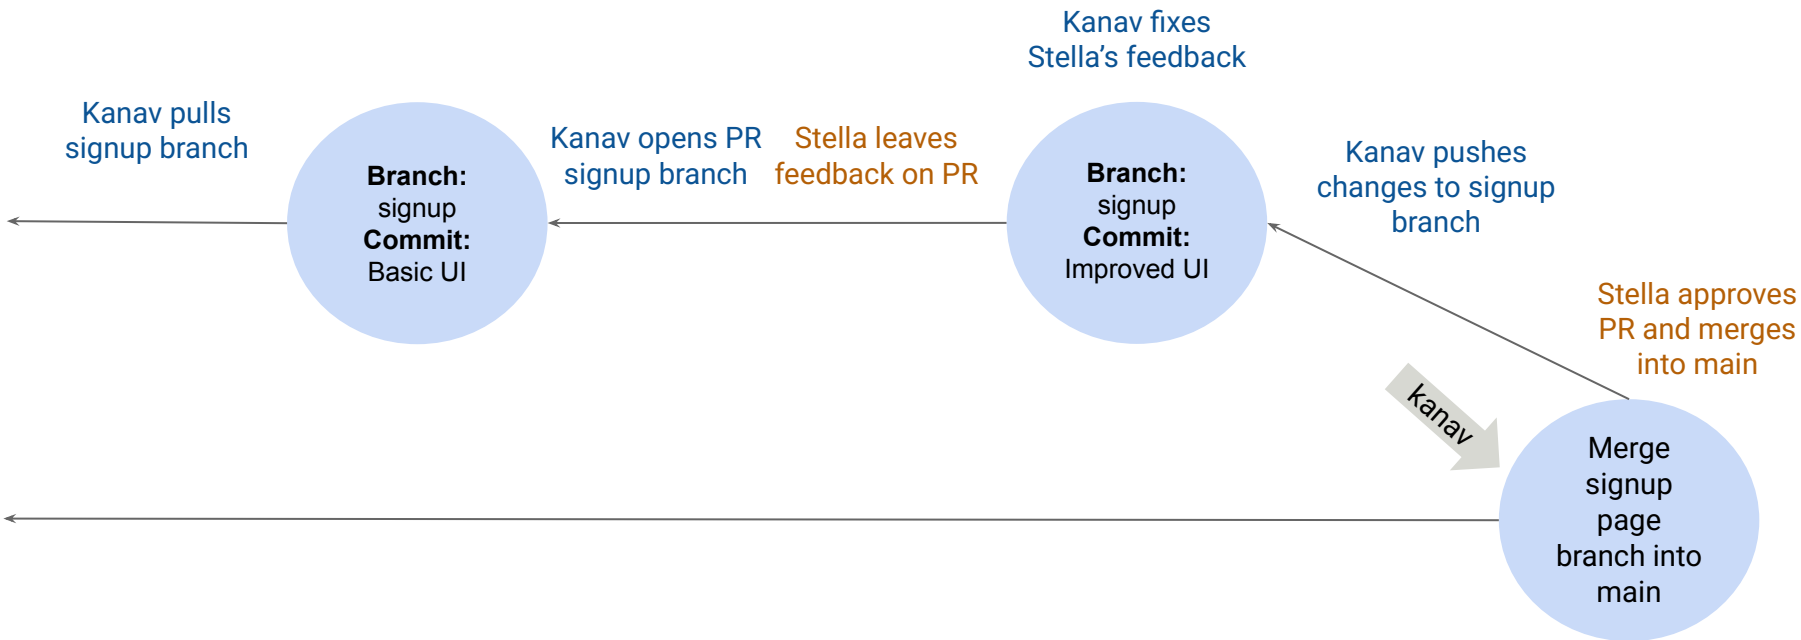 Kanav pulls
signup branch
Branch:
signup
Commit:
Basic UI
Kanav opens PR
signup branch
Stella leaves
feedback on PR
Kanav fixes
Stella’s feedback
Branch:
signup
Commit:
Improved UI
Kanav pushes
changes to signup
branch
Stella approves
PR and merges
into main
kanav
Merge
signup
page
branch into
main